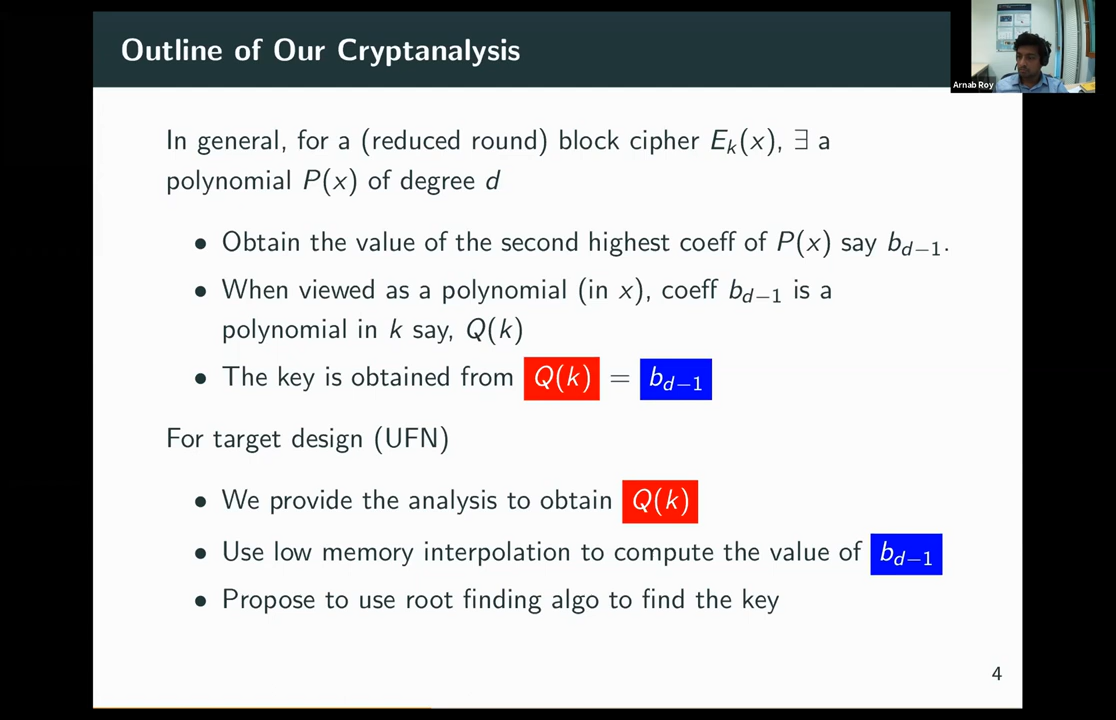 Outline of Our Cryptanalysis
Arnab Roy
In general, for a (reduced round) block cipher E_k(x), ∃ a
polynomial P(x) of degree d
• Obtain the value of the second highest coeff of P(x) say b_{d−1}.
• When viewed as a polynomial (in x), coeff b_{d−1} is a
polynomial in k say, Q(k)
• The key is obtained from Q(k) = b_{d−1}
For target design (UFN)
• We provide the analysis to obtain Q(k)
• Use low memory interpolation to compute the value of b_{d−1}
• Propose to use root finding algo to find the key
4